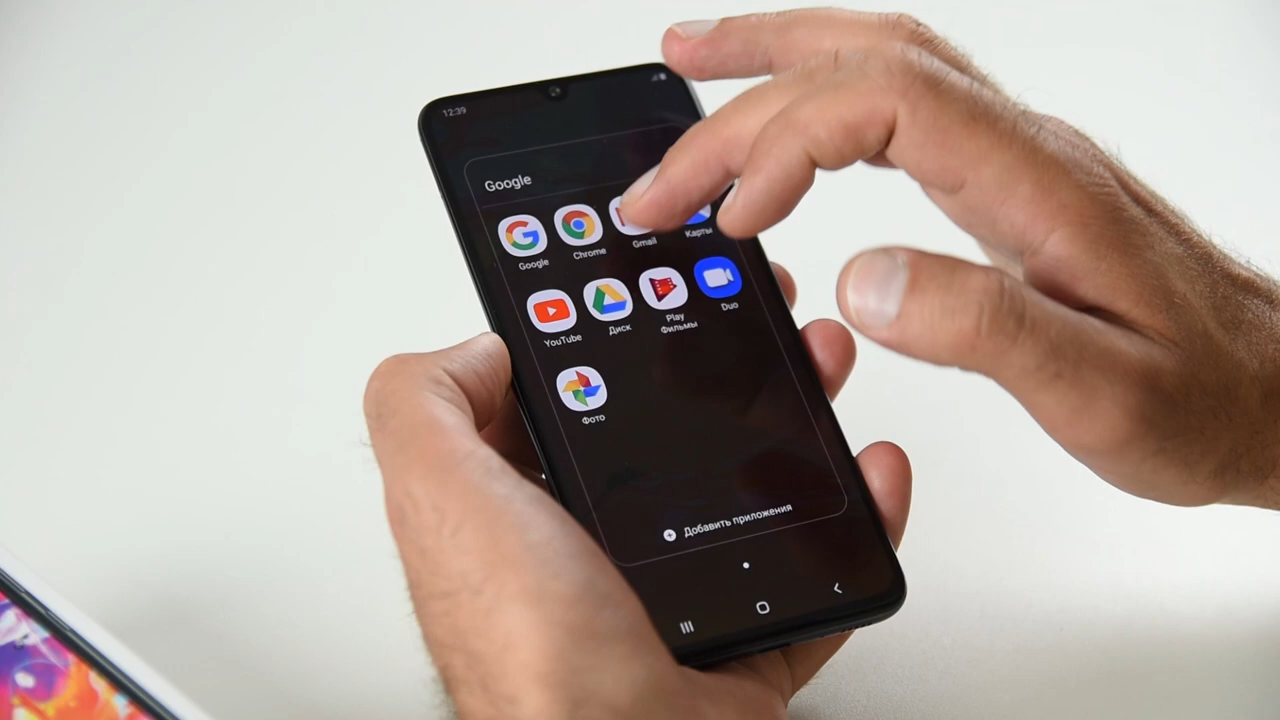 12:39
Google
Google
Chrome
Gmail
Карты
YouTube
Диск
Play
Фильмы
Duo
Фото
Добавить приложения